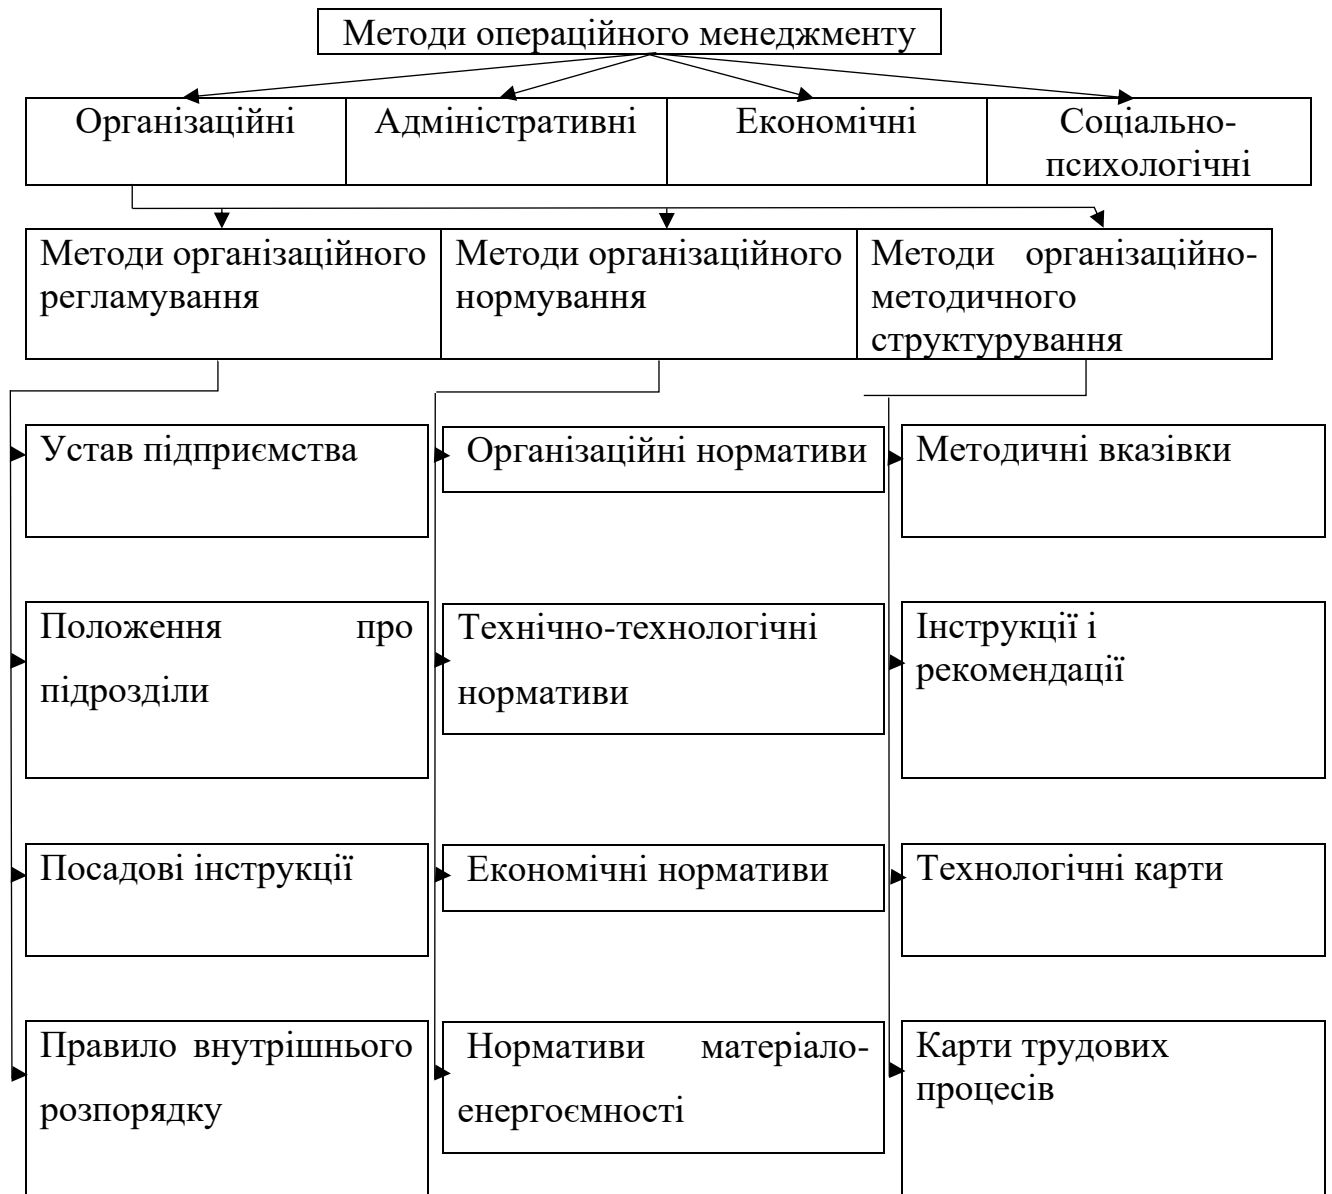 Методи операційного менеджменту
Організаційні
Адміністративні
Економічні
Соціально-
психологічні
Методи організаційного
регламування
Методи організаційного
нормування
Методи організаційно-
методичного
структурування
Устав підприємства
Організаційні нормативи
Методичні вказівки
Положення про
підрозділи
Технічно-технологічні
нормативи
Інструкції і
рекомендації
Посадові інструкції
Економічні нормативи
Технологічні карти
Правило внутрішнього
розпорядку
Нормативи матеріало-
енергоємності
Карти трудових
процесів